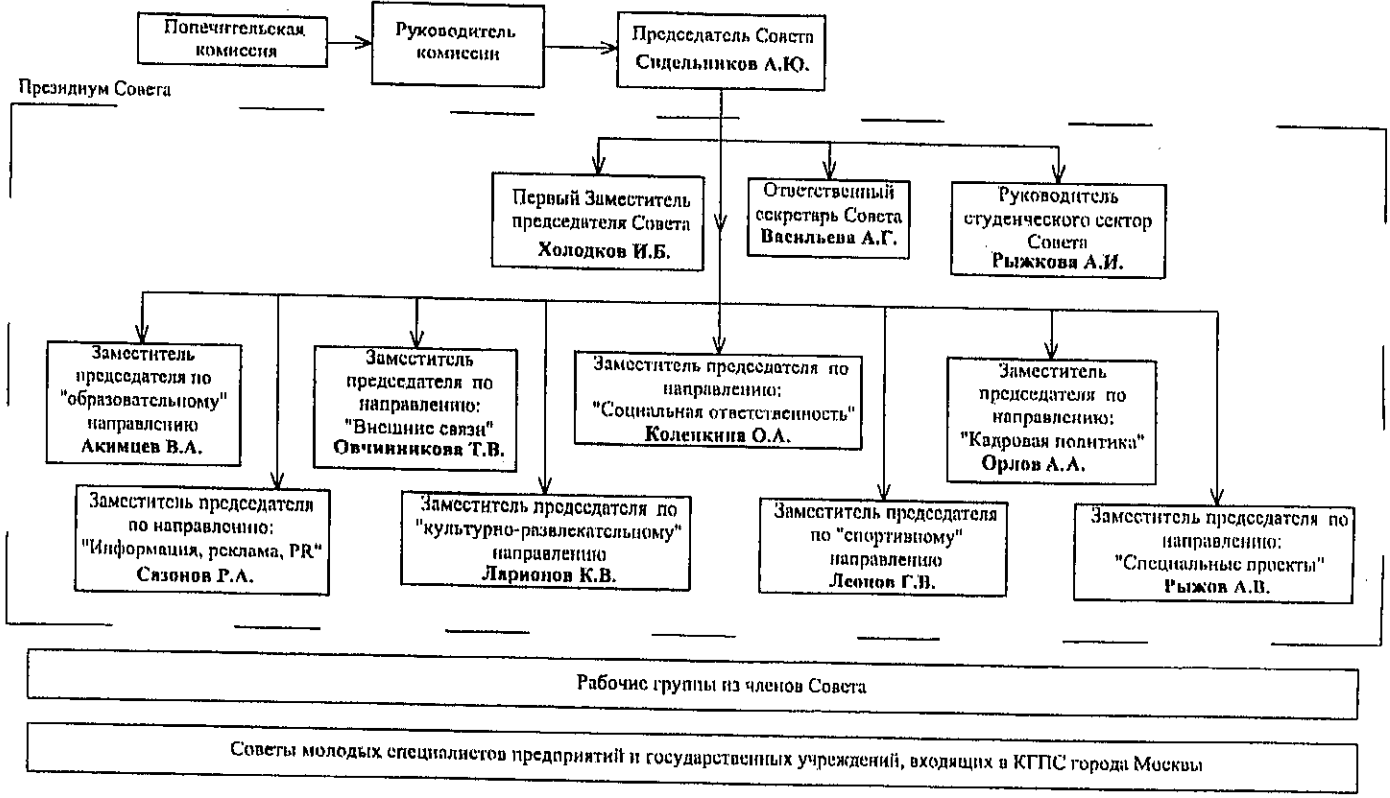 Попечительская
комиссия
Руководитель
комиссии
Председатель Совета
Сидельников А.Ю.
Президиум Совета
Первый Заместитель
председателя Совета
Холодков И.Б.
Ответственный
секретарь Совета
Васильева А.Г.
Руководитель
студенческого сектор
Совета
Рыжкова А.И.
Заместитель
председателя по
"образовательному"
направлению
Акимцев В.А.
Заместитель
председателя по
направлению:
"Внешние связи"
Овчинникова Т.В.
Заместитель председателя по
направлению:
"Социальная ответственность"
Коленкина О.А.
Заместитель
председателя по
направлению:
"Кадровая политика"
Орлов А.А.
Заместитель председателя
по направлению:
"Информация, реклама, PR"
Сазонов Р.А.
Заместитель председателя по
"культурно-развлекательному"
направлению
Ларионов К.В.
Заместитель председателя
по "спортивному"
направлению
Леонов Г.В.
Заместитель председателя по
направлению:
"Специальные проекты"
Рыжов А.В.
Рабочие группы из членов Совета
Советы молодых специалистов предприятий и государственных учреждений, входящих в КГПС города Москвы